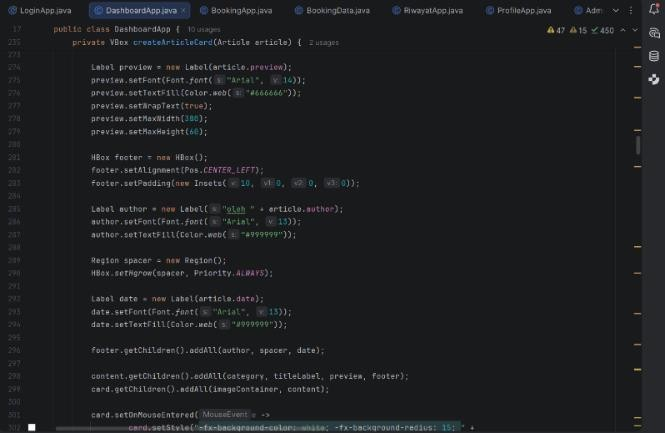 LoginApp.java DashboardApp.java × BookingApp.java BookingData.java RiwayatApp.java ProfileApp.java Adm
17 public class DashboardApp { 10 usages 47 15 450
235 private VBox createArticleCard(Article article) { 2 usages
273
274 Label preview = new Label(article.preview);
275 preview.setFont(Font.font( s: "Arial", v: 14));
276 preview.setTextFill(Color.web( s: "#666666"));
277 preview.setWrapText(true);
278 preview.setMaxWidth(380);
279 preview.setMaxHeight(60);
280
281 HBox footer = new HBox();
282 footer.setAlignment(Pos.CENTER_LEFT);
283 footer.setPadding(new Insets( v: 10, v1: 0, v2: 0, v3: 0));
284
285 Label author = new Label( s: "oleh " + article.author);
286 author.setFont(Font.font( s: "Arial", v: 13));
287 author.setTextFill(Color.web( s: "#999999"));
288
289 Region spacer = new Region();
290 HBox.setHgrow(spacer, Priority.ALWAYS);
291
292 Label date = new Label(article.date);
293 date.setFont(Font.font( s: "Arial", v: 13));
294 date.setTextFill(Color.web( s: "#999999"));
295
296 footer.getChildren().addAll(author, spacer, date);
297
298 content.getChildren().addAll(category, titleLabel, preview, footer);
299 card.getChildren().addAll(imageContainer, content);
300
301 card.setOnMouseEntered( MouseEvent e ->
302 card.setStyle("-fx-background-color: white; -fx-background-radius: 15; " +